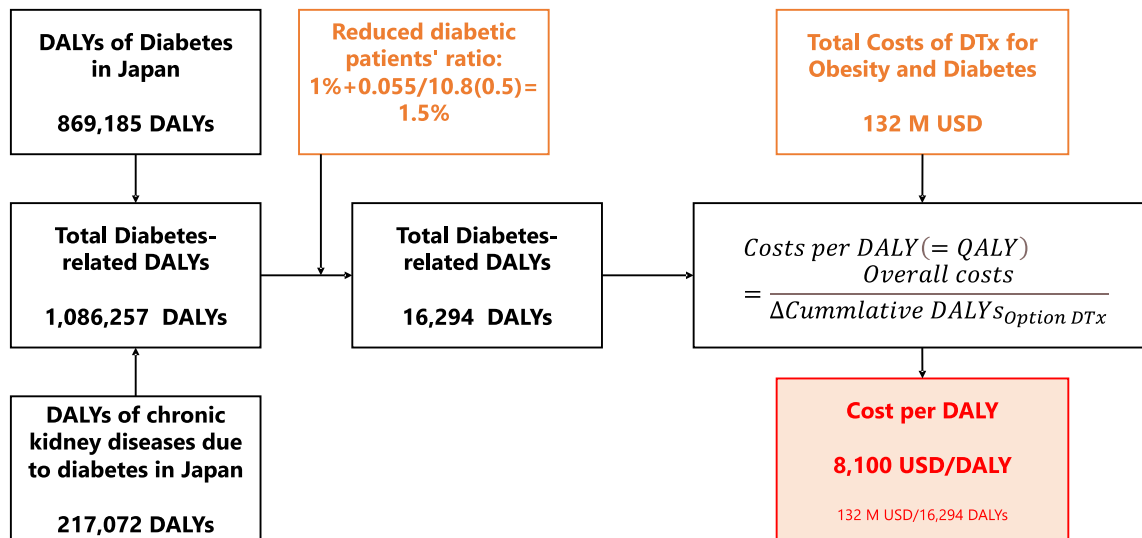 DALYs of Diabetes
in Japan
869,185 DALYs
Reduced diabetic
patients' ratio:
1%+0.055/10.8(0.5)=
1.5%
Total Costs of DTx for
Obesity and Diabetes
132 M USD
Total Diabetes-
related DALYs
1,086,257 DALYs
Total Diabetes-
related DALYs
16,294 DALYs
Costs per DALY(= QALY)
= Overall costs
ΔCummlative DALYs Option DTx
DALYs of chronic
kidney diseases due
to diabetes in Japan
217,072 DALYs
Cost per DALY
8,100 USD/DALY
132 M USD/16,294 DALYs